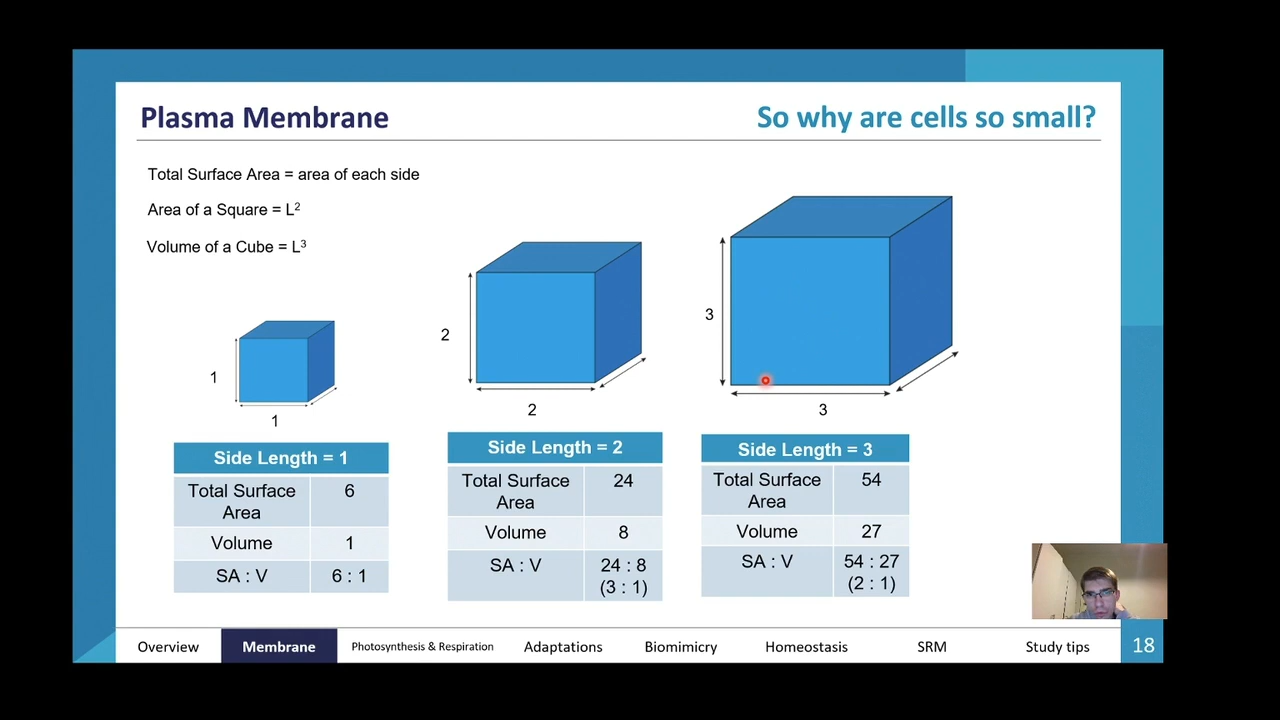 Plasma Membrane
So why are cells so small?
Total Surface Area = area of each side
Area of a Square = L²
Volume of a Cube = L³
1
1
2
2
3
3
Side Length = 1
Total Surface
Area
6
Volume
1
SA : V
6 : 1
Side Length = 2
Total Surface
Area
24
Volume
8
SA : V
24 : 8
(3 : 1)
Side Length = 3
Total Surface
Area
54
Volume
27
SA : V
54 : 27
(2 : 1)
Overview
Membrane
Photosynthesis & Respiration
Adaptations
Biomimicry
Homeostasis
SRM
Study tips
18